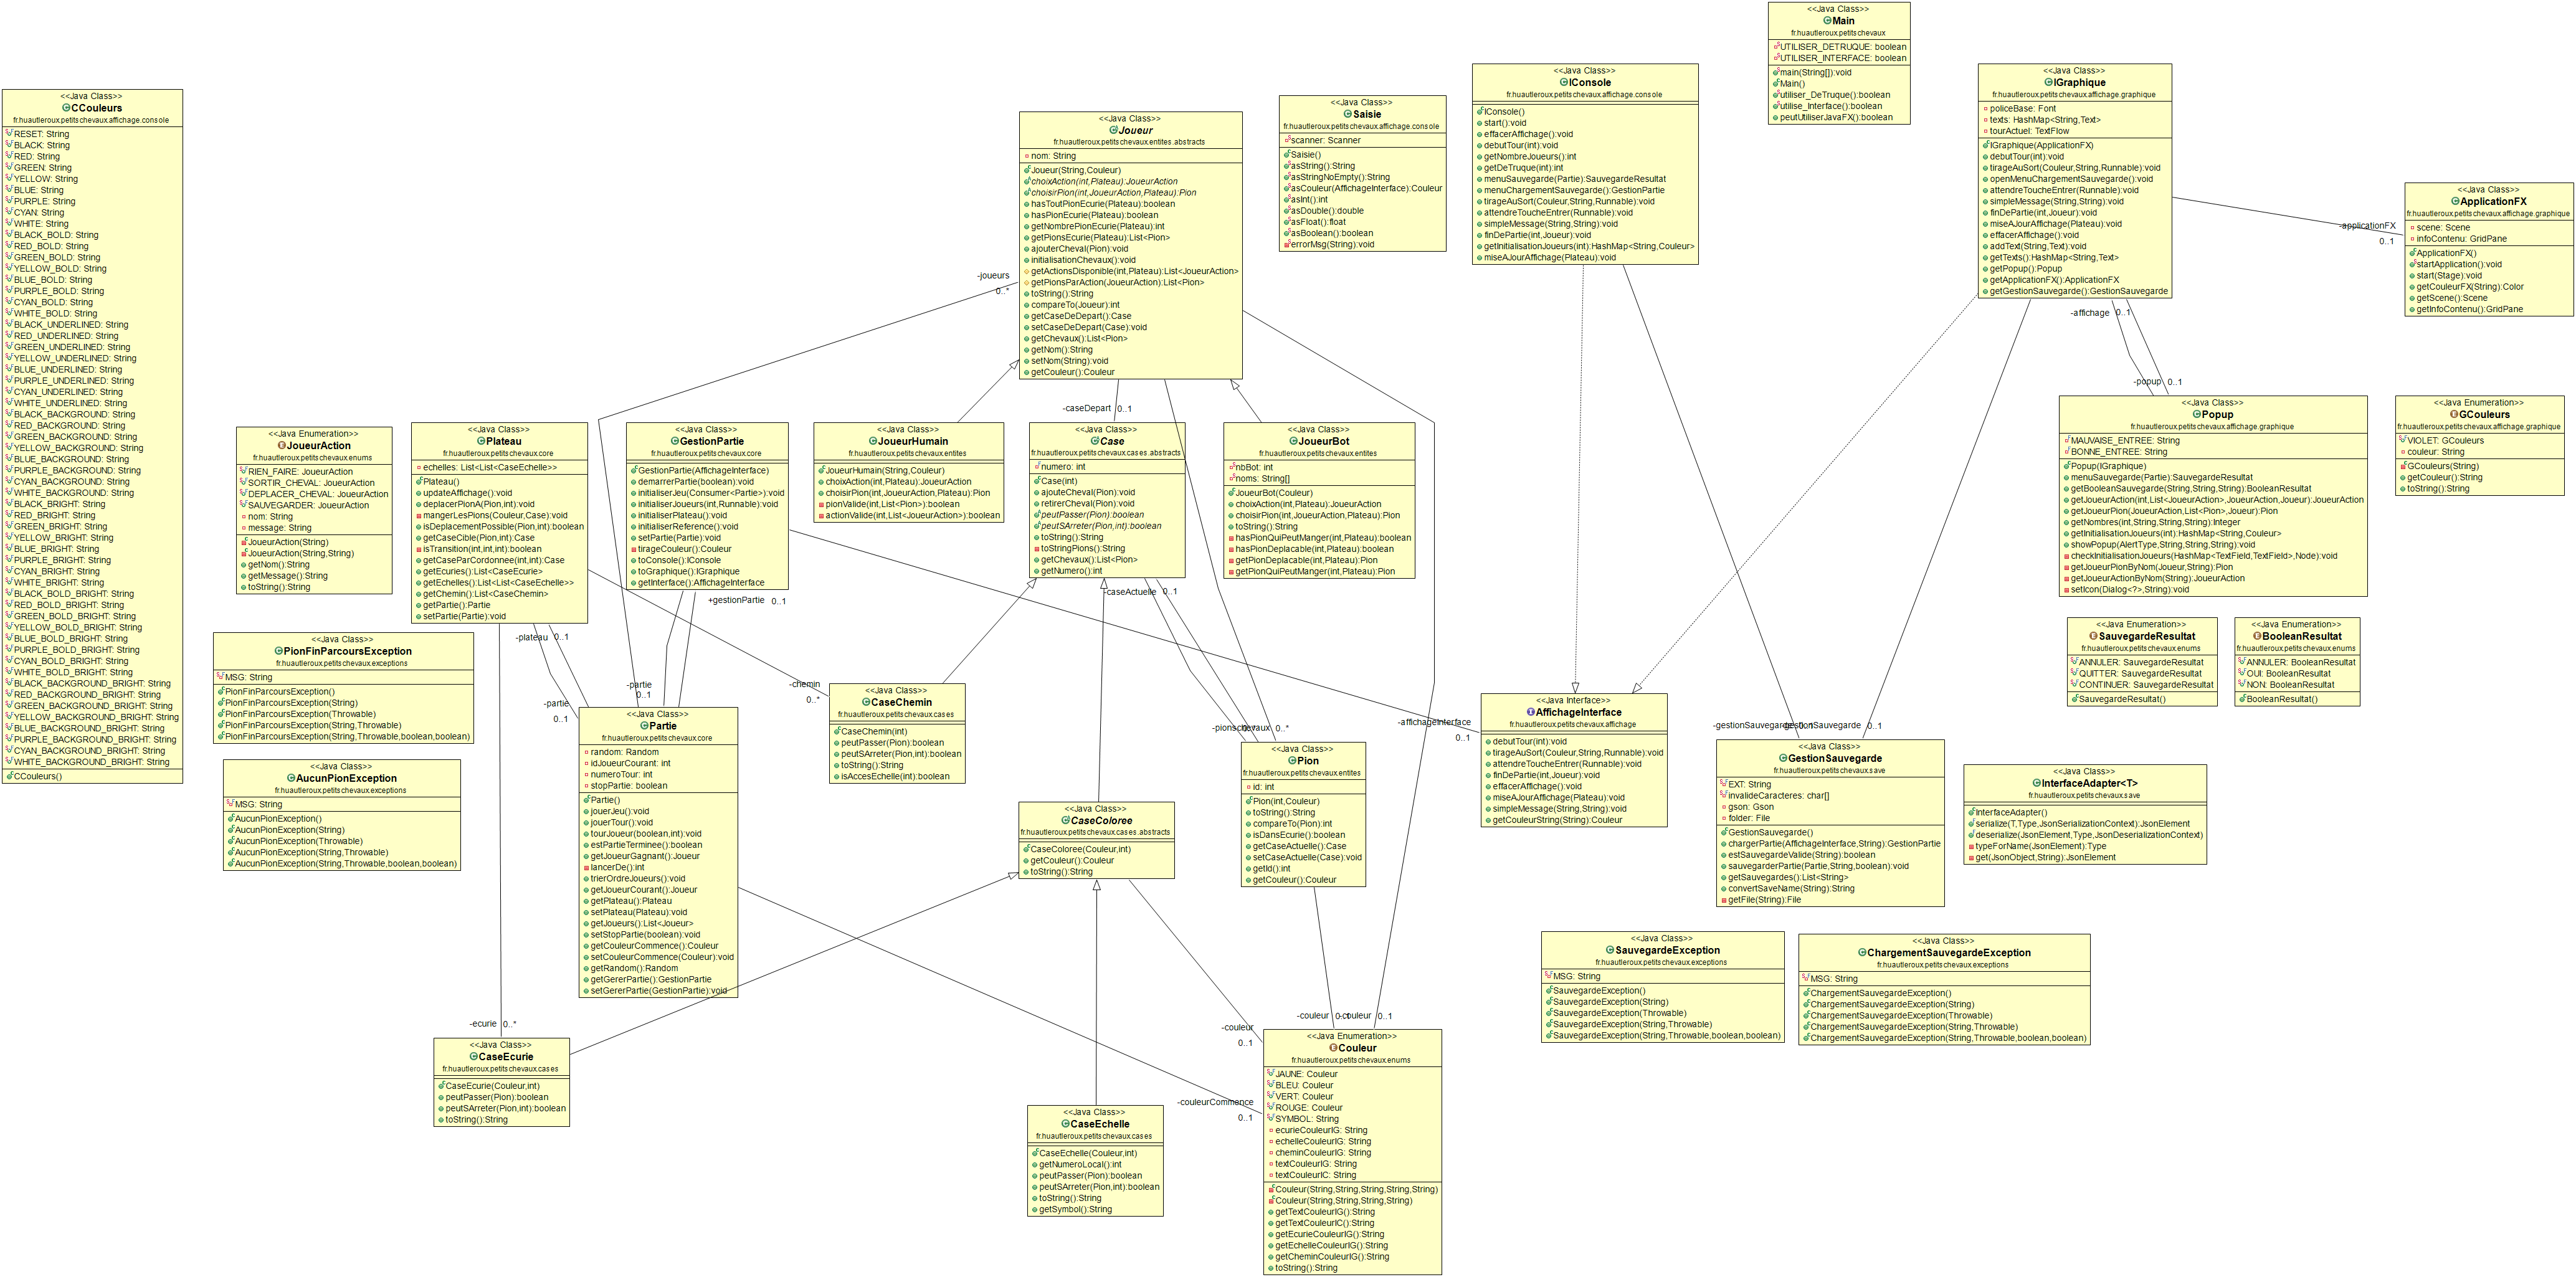 <<Java Class>>
CCouleurs
fr.huautleroux.petitschevaux.affichage.console
RESET: String
BLACK: String
RED: String
GREEN: String
YELLOW: String
BLUE: String
PURPLE: String
CYAN: String
WHITE: String
BLACK_BOLD: String
RED_BOLD: String
GREEN_BOLD: String
YELLOW_BOLD: String
BLUE_BOLD: String
PURPLE_BOLD: String
CYAN_BOLD: String
WHITE_BOLD: String
BLACK_UNDERLINED: String
RED_UNDERLINED: String
GREEN_UNDERLINED: String
YELLOW_UNDERLINED: String
BLUE_UNDERLINED: String
PURPLE_UNDERLINED: String
CYAN_UNDERLINED: String
WHITE_UNDERLINED: String
BLACK_BACKGROUND: String
RED_BACKGROUND: String
GREEN_BACKGROUND: String
YELLOW_BACKGROUND: String
BLUE_BACKGROUND: String
PURPLE_BACKGROUND: String
CYAN_BACKGROUND: String
WHITE_BACKGROUND: String
BLACK_BRIGHT: String
RED_BRIGHT: String
GREEN_BRIGHT: String
YELLOW_BRIGHT: String
BLUE_BRIGHT: String
PURPLE_BRIGHT: String
CYAN_BRIGHT: String
WHITE_BRIGHT: String
BLACK_BOLD_BRIGHT: String
RED_BOLD_BRIGHT: String
GREEN_BOLD_BRIGHT: String
YELLOW_BOLD_BRIGHT: String
BLUE_BOLD_BRIGHT: String
PURPLE_BOLD_BRIGHT: String
CYAN_BOLD_BRIGHT: String
WHITE_BOLD_BRIGHT: String
BLACK_BACKGROUND_BRIGHT: String
RED_BACKGROUND_BRIGHT: String
GREEN_BACKGROUND_BRIGHT: String
YELLOW_BACKGROUND_BRIGHT: String
BLUE_BACKGROUND_BRIGHT: String
PURPLE_BACKGROUND_BRIGHT: String
CYAN_BACKGROUND_BRIGHT: String
WHITE_BACKGROUND_BRIGHT: String
CCouleurs()
<<Java Enumeration>>
JoueurAction
fr.huautleroux.petitschevaux.enums
RIEN_FAIRE: JoueurAction
SORTIR_CHEVAL: JoueurAction
DEPLACER_CHEVAL: JoueurAction
SAUVEGARDER: JoueurAction
nom: String
message: String
JoueurAction(String)
JoueurAction(String,String)
getNom():String
getMessage():String
toString():String
<<Java Class>>
PionFinParcoursException
fr.huautleroux.petitschevaux.exceptions
MSG: String
PionFinParcoursException()
PionFinParcoursException(String)
PionFinParcoursException(Throwable)
PionFinParcoursException(String,Throwable)
PionFinParcoursException(String,Throwable,boolean,boolean)
<<Java Class>>
AucunPionException
fr.huautleroux.petitschevaux.exceptions
MSG: String
AucunPionException()
AucunPionException(String)
AucunPionException(Throwable)
AucunPionException(String,Throwable)
AucunPionException(String,Throwable,boolean,boolean)
<<Java Class>>
Plateau
fr.huautleroux.petitschevaux.core
echelles: List<List<CaseEchelle>>
Plateau()
updateAffichage():void
deplacerPionA(Pion,int):void
mangerLesPions(Couleur,Case):void
isDeplacementPossible(Pion,int):boolean
getCaseCible(Pion,int):Case
isTransition(int,int,int):boolean
getCaseParCordonnee(int,int):Case
getEcuries():List<CaseEcurie>
getEchelles():List<List<CaseEchelle>>
getChemin():List<CaseChemin>
getPartie():Partie
setPartie(Partie):void
<<Java Class>>
GestionPartie
fr.huautleroux.petitschevaux.core
GestionPartie(AffichageInterface)
demarrerPartie(boolean):void
initialiserJeu(Consumer<Partie>):void
initialiserJoueurs(int,Runnable):void
initialiserPlateau():void
initialiserReference():void
setPartie(Partie):void
tirageCouleur():Couleur
toConsole():IConsole
toGraphique():IGraphique
getInterface():AffichageInterface
+gestionPartie 0..1
-plateau 0..1
-partie
0..1
-partie
0..1
<<Java Class>>
Partie
fr.huautleroux.petitschevaux.core
random: Random
idJoueurCourant: int
numeroTour: int
stopPartie: boolean
Partie()
jouerJeu():void
jouerTour():void
tourJoueur(boolean,int):void
estPartieTerminee():boolean
getJoueurGagnant():Joueur
lancerDe():int
trierOrdreJoueurs():void
getJoueurCourant():Joueur
getPlateau():Plateau
setPlateau(Plateau):void
getJoueurs():List<Joueur>
setStopPartie(boolean):void
getCouleurCommence():Couleur
setCouleurCommence(Couleur):void
getRandom():Random
getGererPartie():GestionPartie
setGererPartie(GestionPartie):void
-ecurie 0..*
<<Java Class>>
CaseEcurie
fr.huautleroux.petitschevaux.cases
CaseEcurie(Couleur,int)
peutPasser(Pion):boolean
peutSArreter(Pion,int):boolean
toString():String
-joueurs
0..*
<<Java Class>>
Joueur
fr.huautleroux.petitschevaux.entites.abstracts
nom: String
Joueur(String,Couleur)
choixAction(int,Plateau):JoueurAction
choisirPion(int,JoueurAction,Plateau):Pion
hasToutPionEcurie(Plateau):boolean
hasPionEcurie(Plateau):boolean
getNombrePionEcurie(Plateau):int
getPionsEcurie(Plateau):List<Pion>
ajouterCheval(Pion):void
initialisationChevaux():void
getActionsDisponible(int,Plateau):List<JoueurAction>
getPionsParAction(JoueurAction):List<Pion>
toString():String
compareTo(Joueur):int
getCaseDeDepart():Case
setCaseDeDepart(Case):void
getChevaux():List<Pion>
getNom():String
setNom(String):void
getCouleur():Couleur
-caseDepart 0..1
<<Java Class>>
JoueurHumain
fr.huautleroux.petitschevaux.entites
JoueurHumain(String,Couleur)
choixAction(int,Plateau):JoueurAction
choisirPion(int,JoueurAction,Plateau):Pion
pionValide(int,List<Pion>):boolean
actionValide(int,List<JoueurAction>):boolean
<<Java Class>>
Case
fr.huautleroux.petitschevaux.cases.abstracts
numero: int
Case(int)
ajouteCheval(Pion):void
retirerCheval(Pion):void
peutPasser(Pion):boolean
peutSArreter(Pion,int):boolean
toString():String
toStringPions():String
getChevaux():List<Pion>
getNumero():int
-caseActuelle 0..1
<<Java Class>>
JoueurBot
fr.huautleroux.petitschevaux.entites
nbBot: int
noms: String[]
JoueurBot(Couleur)
choixAction(int,Plateau):JoueurAction
choisirPion(int,JoueurAction,Plateau):Pion
toString():String
hasPionQuiPeutManger(int,Plateau):boolean
hasPionDeplacable(int,Plateau):boolean
getPionDeplacable(int,Plateau):Pion
getPionQuiPeutManger(int,Plateau):Pion
-chemin
0..*
<<Java Class>>
CaseChemin
fr.huautleroux.petitschevaux.cases
CaseChemin(int)
peutPasser(Pion):boolean
peutSArreter(Pion,int):boolean
toString():String
isAccesEchelle(int):boolean
<<Java Class>>
CaseColoree
fr.huautleroux.petitschevaux.cases.abstracts
CaseColoree(Couleur,int)
getCouleur():Couleur
toString():String
0..*
<<Java Class>>
Pion
fr.huautleroux.petitschevaux.entites
id: int
Pion(int,Couleur)
toString():String
compareTo(Pion):int
isDansEcurie():boolean
getCaseActuelle():Case
setCaseActuelle(Case):void
getId():int
getCouleur():Couleur
<<Java Class>>
CaseEchelle
fr.huautleroux.petitschevaux.cases
CaseEchelle(Couleur,int)
getNumeroLocal():int
peutPasser(Pion):boolean
peutSArreter(Pion,int):boolean
toString():String
getSymbol():String
-couleur
0..1
-couleurCommence
0..1
-couleur
0..1
<<Java Enumeration>>
Couleur
fr.huautleroux.petitschevaux.enums
JAUNE: Couleur
BLEU: Couleur
VERT: Couleur
ROUGE: Couleur
SYMBOL: String
ecurieCouleurIG: String
echelleCouleurIG: String
cheminCouleurIG: String
textCouleurIG: String
textCouleurIC: String
Couleur(String,String,String,String,String)
Couleur(String,String,String,String)
getTextCouleurIG():String
getTextCouleurIC():String
getEcurieCouleurIG():String
getEchelleCouleurIG():String
getCheminCouleurIG():String
toString():String
<<Java Class>>
Saisie
fr.huautleroux.petitschevaux.affichage.console
scanner: Scanner
Saisie()
asString():String
asStringNoEmpty():String
asCouleur(AffichageInterface):Couleur
asInt():int
asDouble():double
asFloat():float
asBoolean():boolean
errorMsg(String):void
<<Java Class>>
IConsole
fr.huautleroux.petitschevaux.affichage.console
IConsole()
start():void
effacerAffichage():void
debutTour(int):void
getNombreJoueurs():int
getDeTruque(int):int
menuSauvegarde(Partie):SauvegardeResultat
menuChargementSauvegarde():GestionPartie
tirageAuSort(Couleur,String,Runnable):void
attendreToucheEntrer(Runnable):void
simpleMessage(String,String):void
finDePartie(int,Joueur):void
getInitialisationJoueurs(int):HashMap<String,Couleur>
miseAJourAffichage(Plateau):void
<<Java Class>>
Main
fr.huautleroux.petitschevaux
UTILISER_DETRUQUE: boolean
UTILISER_INTERFACE: boolean
main(String[]):void
Main()
utiliser_DeTruque():boolean
utilise_Interface():boolean
peutUtiliserJavaFX():boolean
<<Java Class>>
IGraphique
fr.huautleroux.petitschevaux.affichage.graphique
policeBase: Font
texts: HashMap<String,Text>
tourActuel: TextFlow
IGraphique(ApplicationFX)
debutTour(int):void
tirageAuSort(Couleur,String,Runnable):void
openMenuChargementSauvegarde():void
attendreToucheEntrer(Runnable):void
simpleMessage(String,String):void
finDePartie(int,Joueur):void
miseAJourAffichage(Plateau):void
effacerAffichage():void
addText(String,Text):void
getTexts():HashMap<String,Text>
getPopup():Popup
getApplicationFX():ApplicationFX
getGestionSauvegarde():GestionSauvegarde
-applicationFX
0..1
<<Java Class>>
ApplicationFX
fr.huautleroux.petitschevaux.affichage.graphique
scene: Scene
infoContenu: GridPane
ApplicationFX()
startApplication():void
start(Stage):void
getCouleurFX(String):Color
getScene():Scene
getInfoContenu():GridPane
-affichage 0..1
-popup 0..1
<<Java Class>>
Popup
fr.huautleroux.petitschevaux.affichage.graphique
MAUVAISE_ENTREE: String
BONNE_ENTREE: String
Popup(IGraphique)
menuSauvegarde(Partie):SauvegardeResultat
getBooleanSauvegarde(String,String,String):BooleanResultat
getJoueurAction(int,List<JoueurAction>,JoueurAction,Joueur):JoueurAction
getJoueurPion(JoueurAction,List<Pion>,Joueur):Pion
getNombres(int,String,String,String):Integer
getInitialisationJoueurs(int):HashMap<String,Couleur>
showPopup(AlertType,String,String,String):void
checkInitialisationJoueurs(HashMap<TextField,TextField>,Node):void
getJoueurPionByNom(Joueur,String):Pion
getJoueurActionByNom(String):JoueurAction
setIcon(Dialog<?>,String):void
<<Java Enumeration>>
GCouleurs
fr.huautleroux.petitschevaux.affichage.graphique
VIOLET: GCouleurs
couleur: String
GCouleurs(String)
getCouleur():String
toString():String
<<Java Enumeration>>
SauvegardeResultat
fr.huautleroux.petitschevaux.enums
ANNULER: SauvegardeResultat
QUITTER: SauvegardeResultat
CONTINUER: SauvegardeResultat
SauvegardeResultat()
<<Java Enumeration>>
BooleanResultat
fr.huautleroux.petitschevaux.enums
ANNULER: BooleanResultat
OUI: BooleanResultat
NON: BooleanResultat
BooleanResultat()
-affichageInterface
0..1
<<Java Interface>>
AffichageInterface
fr.huautleroux.petitschevaux.affichage
debutTour(int):void
tirageAuSort(Couleur,String,Runnable):void
attendreToucheEntrer(Runnable):void
finDePartie(int,Joueur):void
effacerAffichage():void
miseAJourAffichage(Plateau):void
simpleMessage(String,String):void
getCouleurString(String):Couleur
-gestionSauvegarde
0..1
<<Java Class>>
GestionSauvegarde
fr.huautleroux.petitschevaux.save
EXT: String
invalideCaracteres: char[]
gson: Gson
folder: File
GestionSauvegarde()
chargerPartie(AffichageInterface,String):GestionPartie
estSauvegardeValide(String):boolean
sauvegarderPartie(Partie,String,boolean):void
getSauvegardes():List<String>
convertSaveName(String):String
getFile(String):File
<<Java Class>>
InterfaceAdapter<T>
fr.huautleroux.petitschevaux.save
InterfaceAdapter()
serialize(T,Type,JsonSerializationContext):JsonElement
deserialize(JsonElement,Type,JsonDeserializationContext)
typeForName(JsonElement):Type
get(JsonObject,String):JsonElement
<<Java Class>>
SauvegardeException
fr.huautleroux.petitschevaux.exceptions
MSG: String
SauvegardeException()
SauvegardeException(String)
SauvegardeException(Throwable)
SauvegardeException(String,Throwable)
SauvegardeException(String,Throwable,boolean,boolean)
<<Java Class>>
ChargementSauvegardeException
fr.huautleroux.petitschevaux.exceptions
MSG: String
ChargementSauvegardeException()
ChargementSauvegardeException(String)
ChargementSauvegardeException(Throwable)
ChargementSauvegardeException(String,Throwable)
ChargementSauvegardeException(String,Throwable,boolean,boolean)